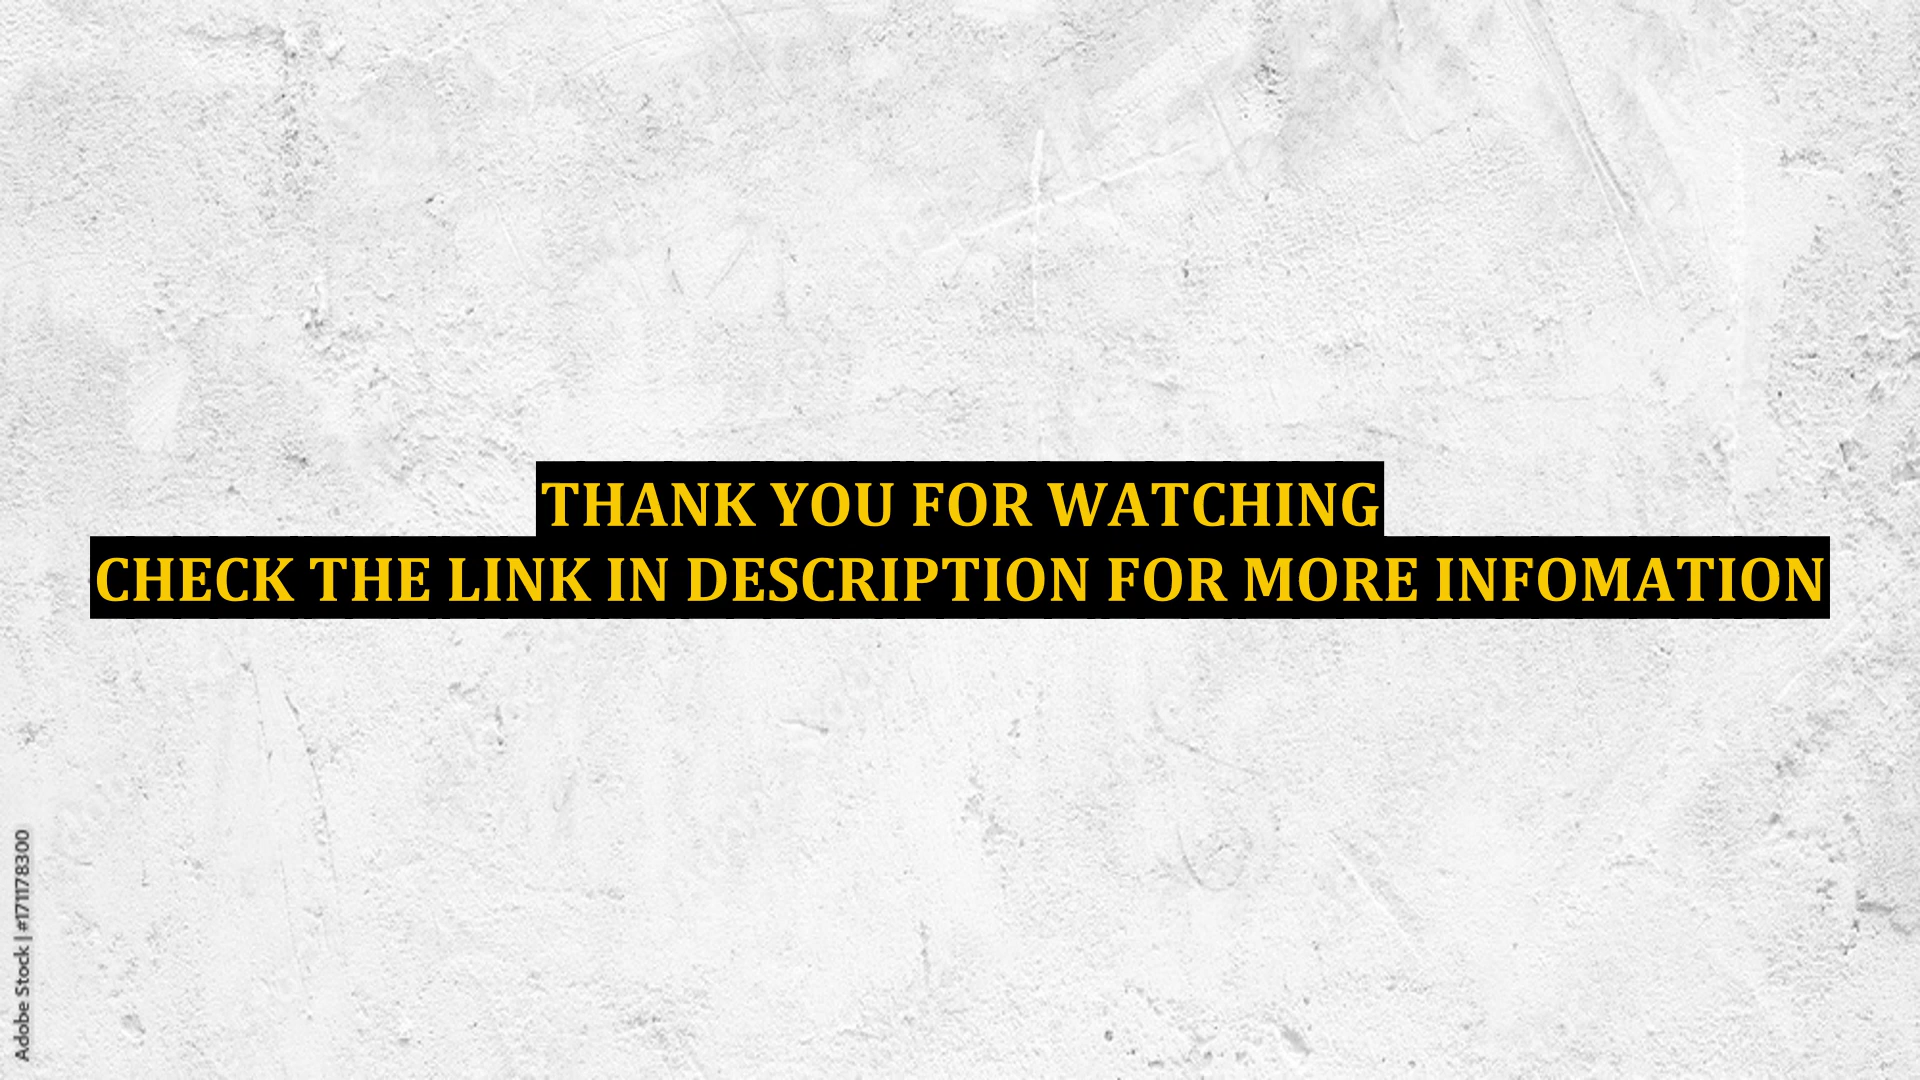 THANK YOU FOR WATCHING
CHECK THE LINK IN DESCRIPTION FOR MORE INFOMATION
Adobe Stock | #171178300